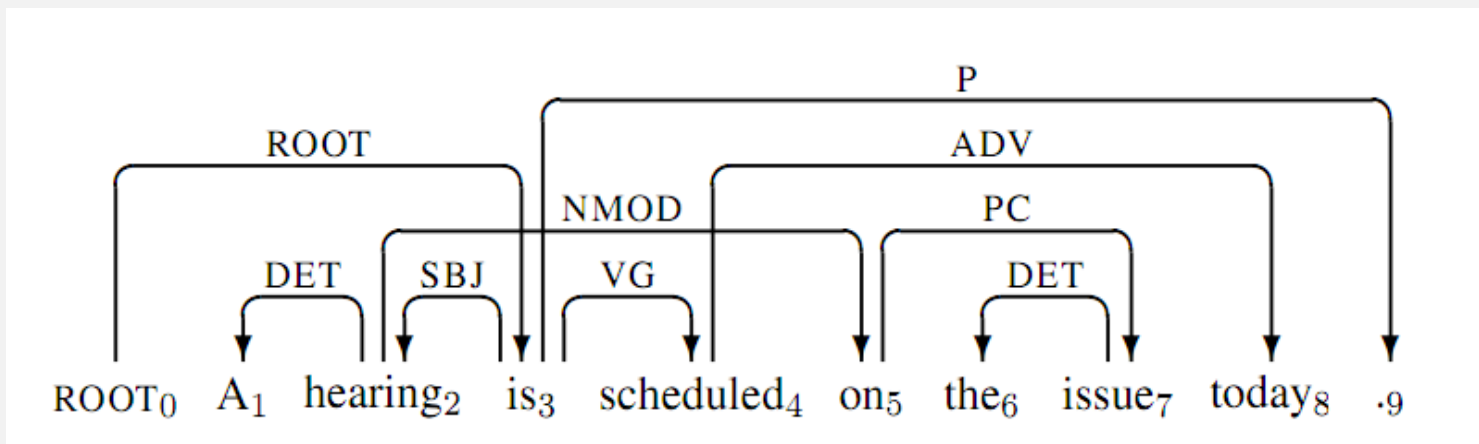 P
ROOT ADV
NMOD PC
DET SBJ VG DET
ROOT0 A1 hearing2 is3 scheduled4 on5 the6 issue7 today8 .9